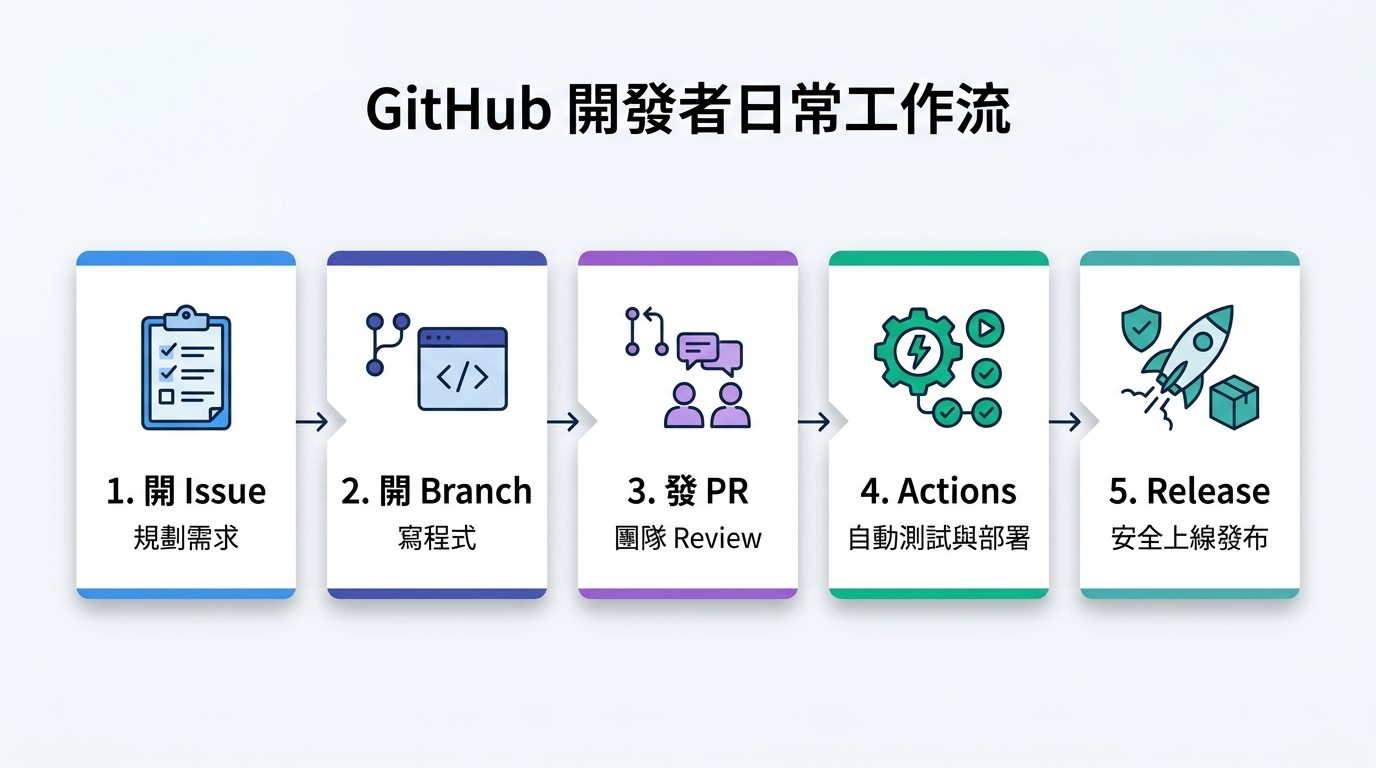 GitHub 開發者日常工作流
1. 開 Issue
規劃需求
2. 開 Branch
寫程式
3. 發 PR
團隊 Review
4. Actions
自動測試與部署
5. Release
安全上線發布